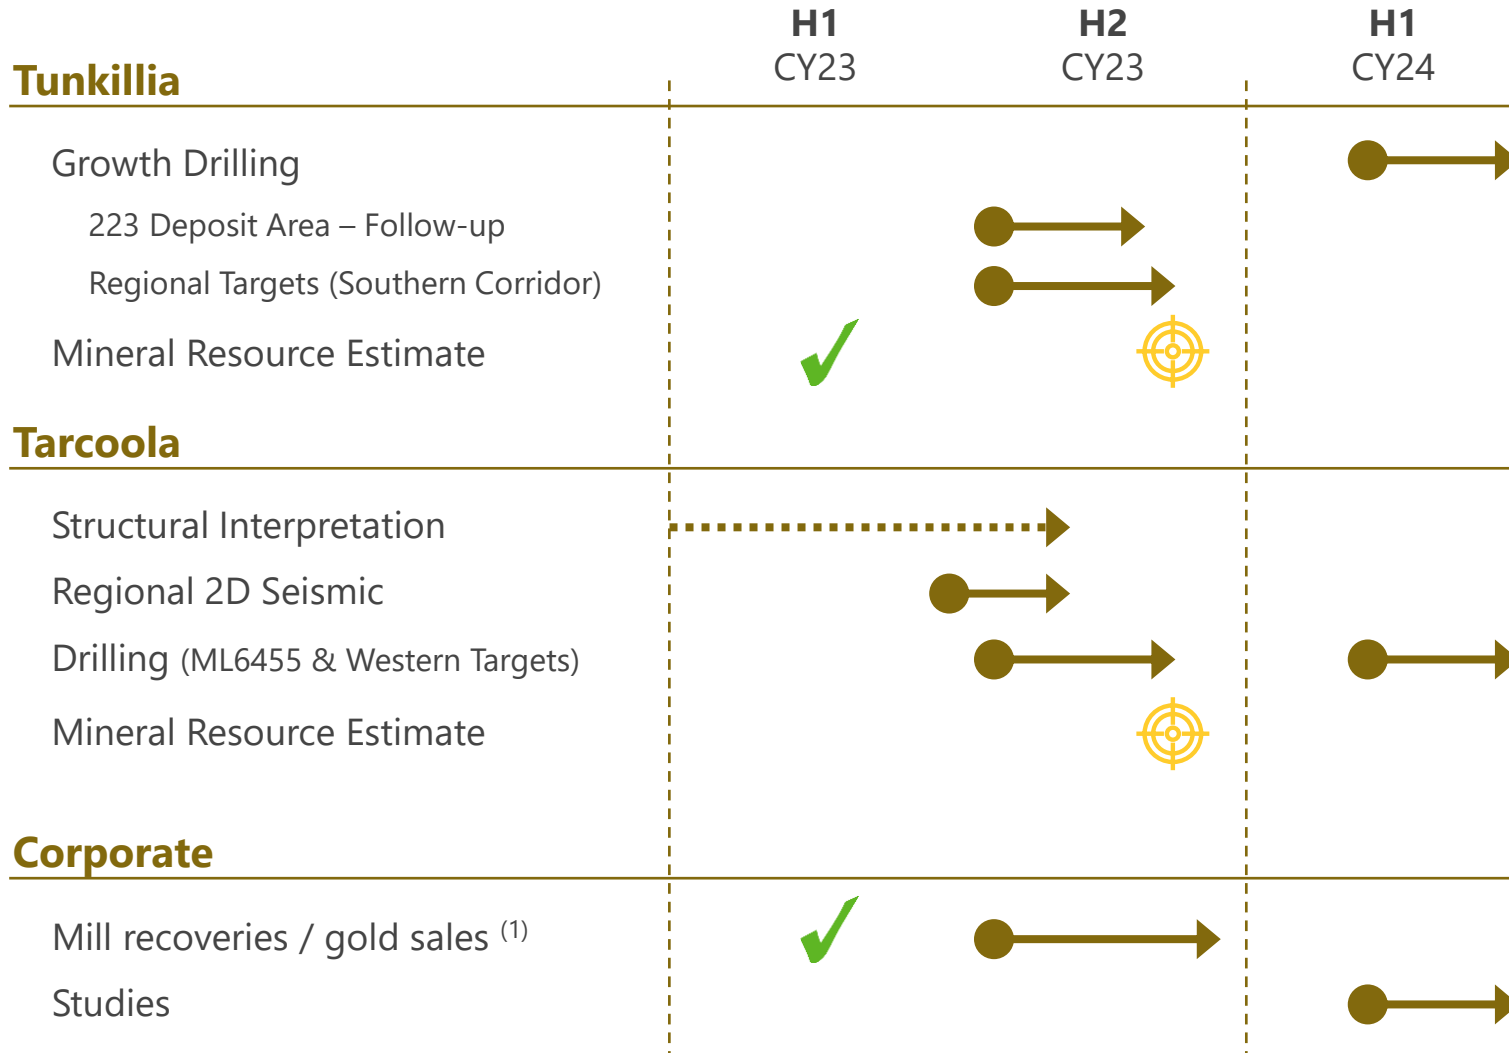 H1 H2 H1
CY23 CY23 CY24
Tunkillia
Growth Drilling
223 Deposit Area – Follow-up
Regional Targets (Southern Corridor)
Mineral Resource Estimate
Tarcoola
Structural Interpretation
Regional 2D Seismic
Drilling (ML6455 & Western Targets)
Mineral Resource Estimate
Corporate
Mill recoveries / gold sales (1)
Studies